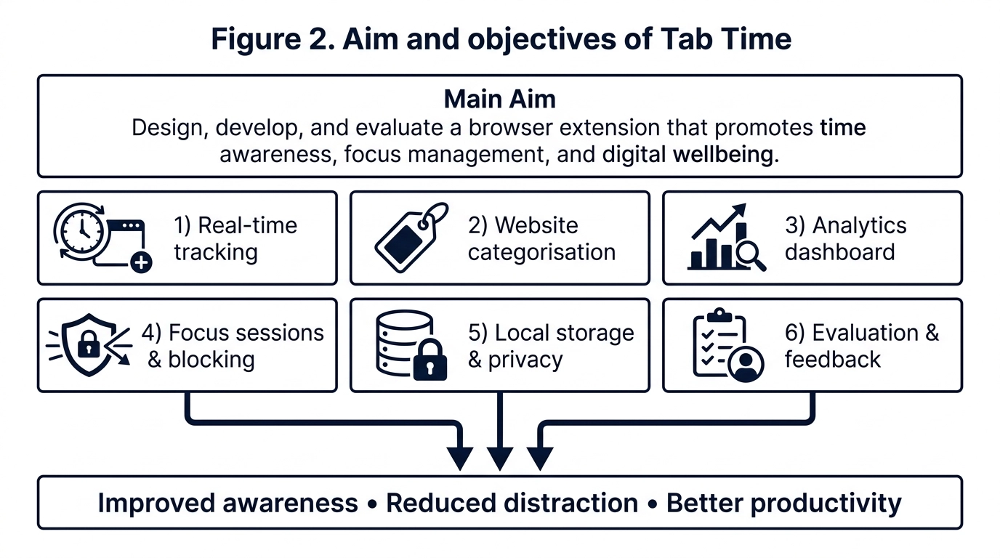 Figure 2. Aim and objectives of Tab Time
Main Aim
Design, develop, and evaluate a browser extension that promotes time
awareness, focus management, and digital wellbeing.
1) Real-time
tracking
2) Website
categorisation
3) Analytics
dashboard
4) Focus sessions
& blocking
5) Local storage
& privacy
6) Evaluation &
feedback
Improved awareness • Reduced distraction • Better productivity